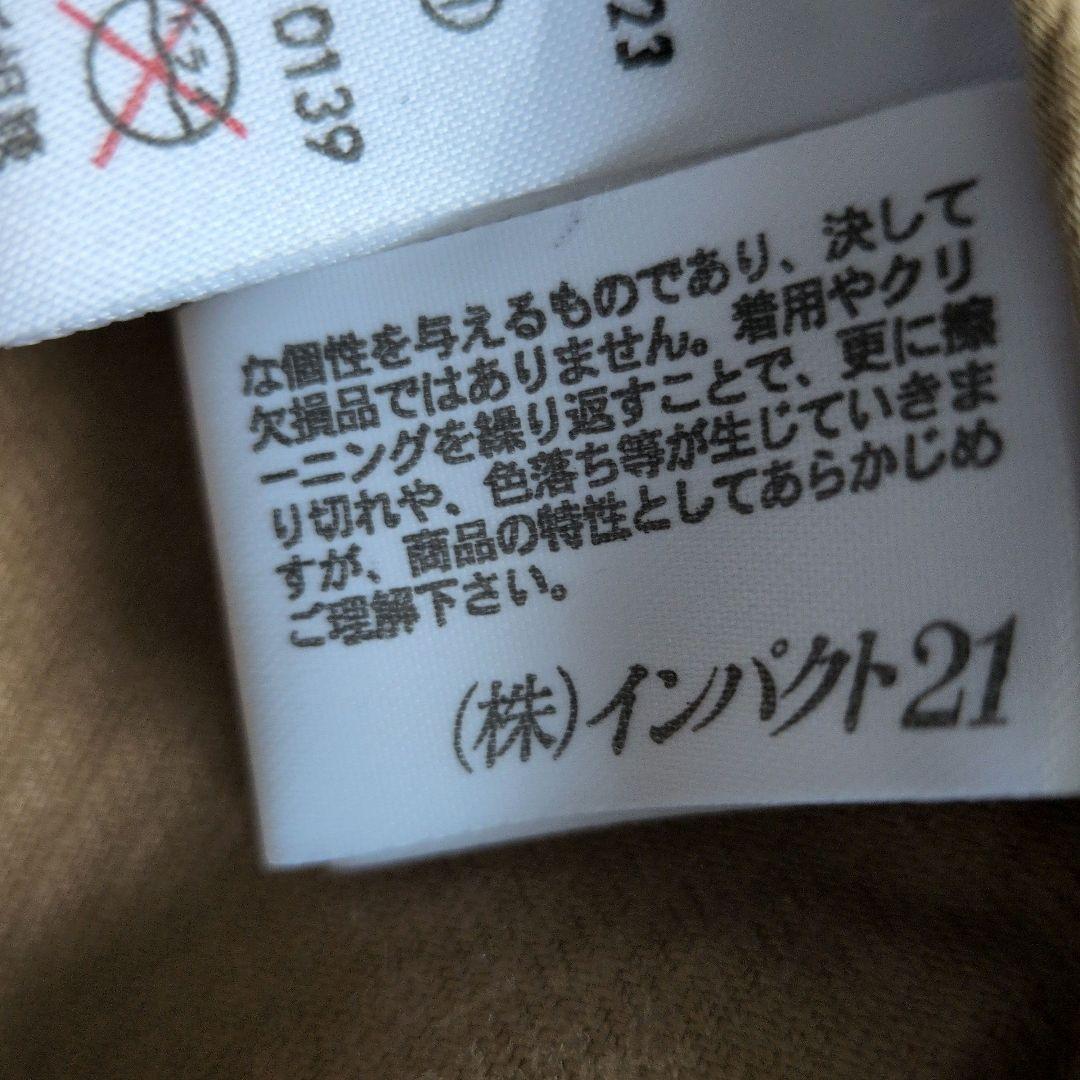 0139
23
な個性を与えるものであり、決して
欠損品ではありません。着用やクリ
ーニングを繰り返すことで、更に擦
り切れや、色落ち等が生じていきま
すが、商品の特性としてあらかじめ
ご理解下さい。
(株)インパクト21